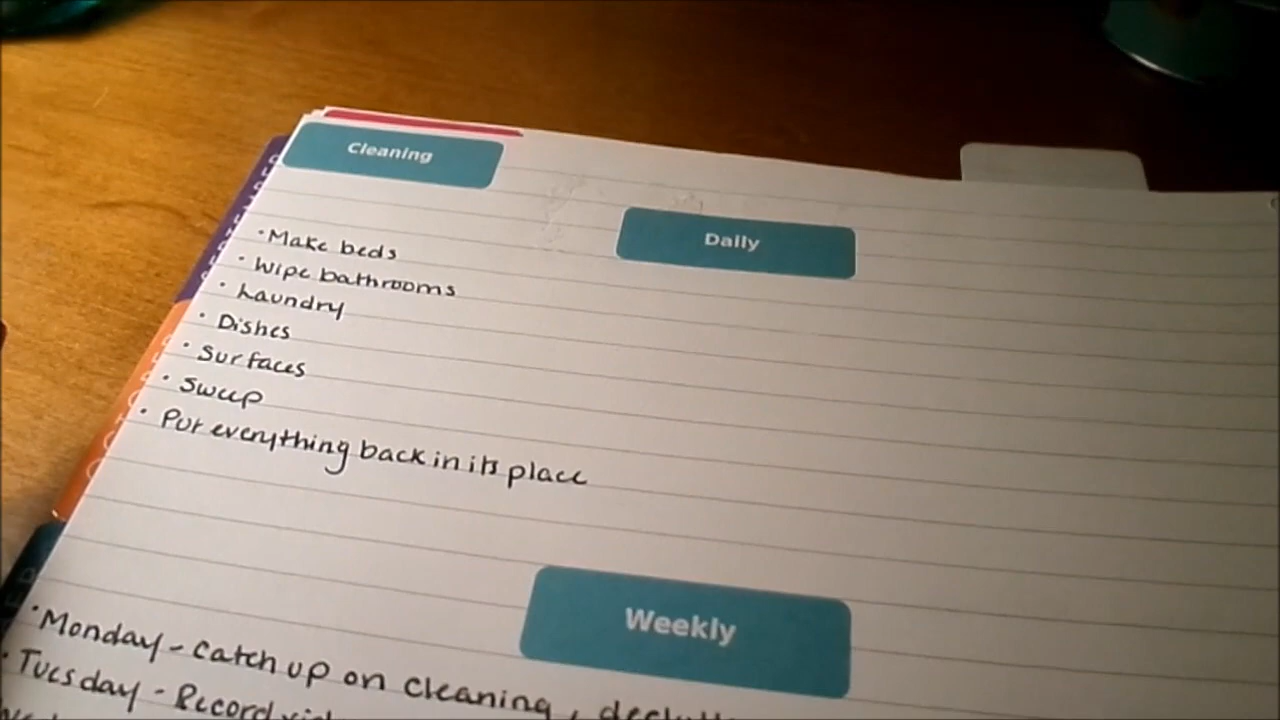 Cleaning
Daily
· Make beds
· Wipe bathrooms
· Laundry
· Dishes
· Surfaces
· Sweep
· Put everything back in its place
Weekly
· Monday - Catch up on cleaning,
· Tuesday - Record